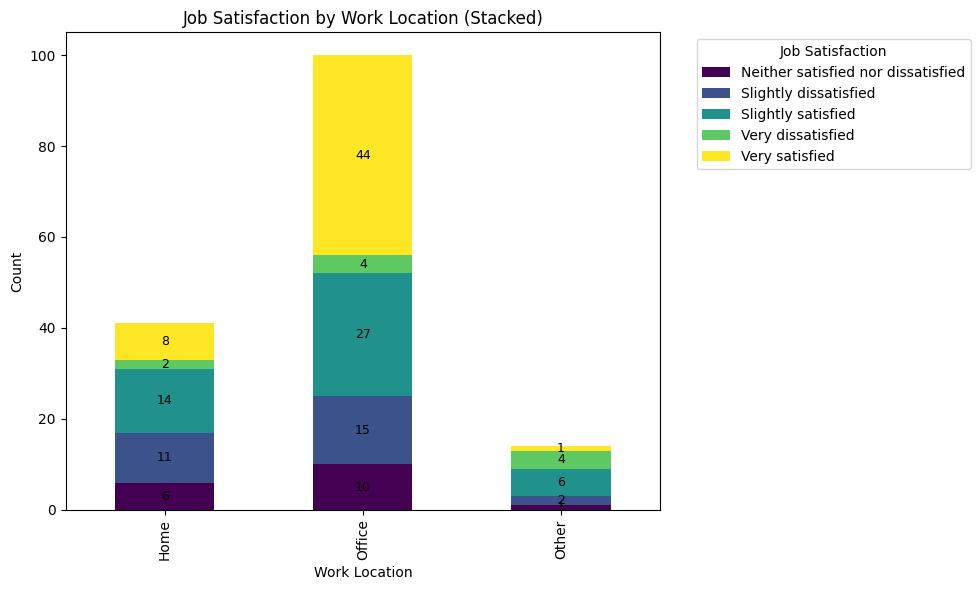 Job Satisfaction by Work Location (Stacked)
Job Satisfaction
Neither satisfied nor dissatisfied
Slightly dissatisfied
Slightly satisfied
Very dissatisfied
Very satisfied
Count
100
80
60
40
20
0
8
2
14
11
6
44
4
27
15
10
1
4
6
2
Home
Office
Other
Work Location